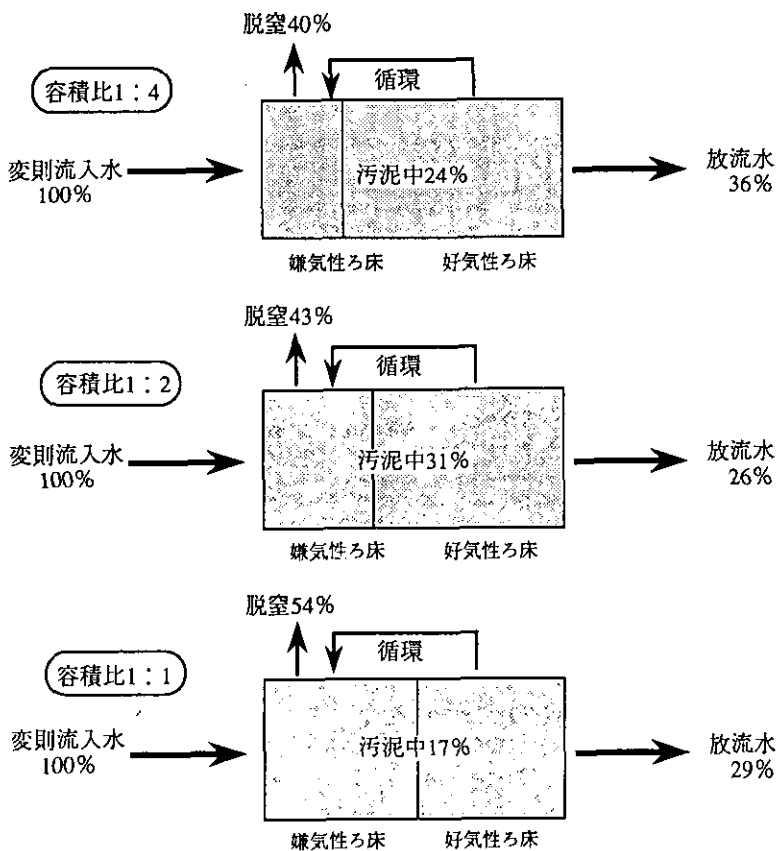 脱窒40%
容積比1：4
循環
変則流入水
100%
汚泥中24%
放流水
36%
嫌気性ろ床
好気性ろ床
脱窒43%
容積比1：2
循環
変則流入水
100%
汚泥中31%
放流水
26%
嫌気性ろ床
好気性ろ床
脱窒54%
容積比1：1
循環
変則流入水
100%
汚泥中17%
放流水
29%
嫌気性ろ床
好気性ろ床